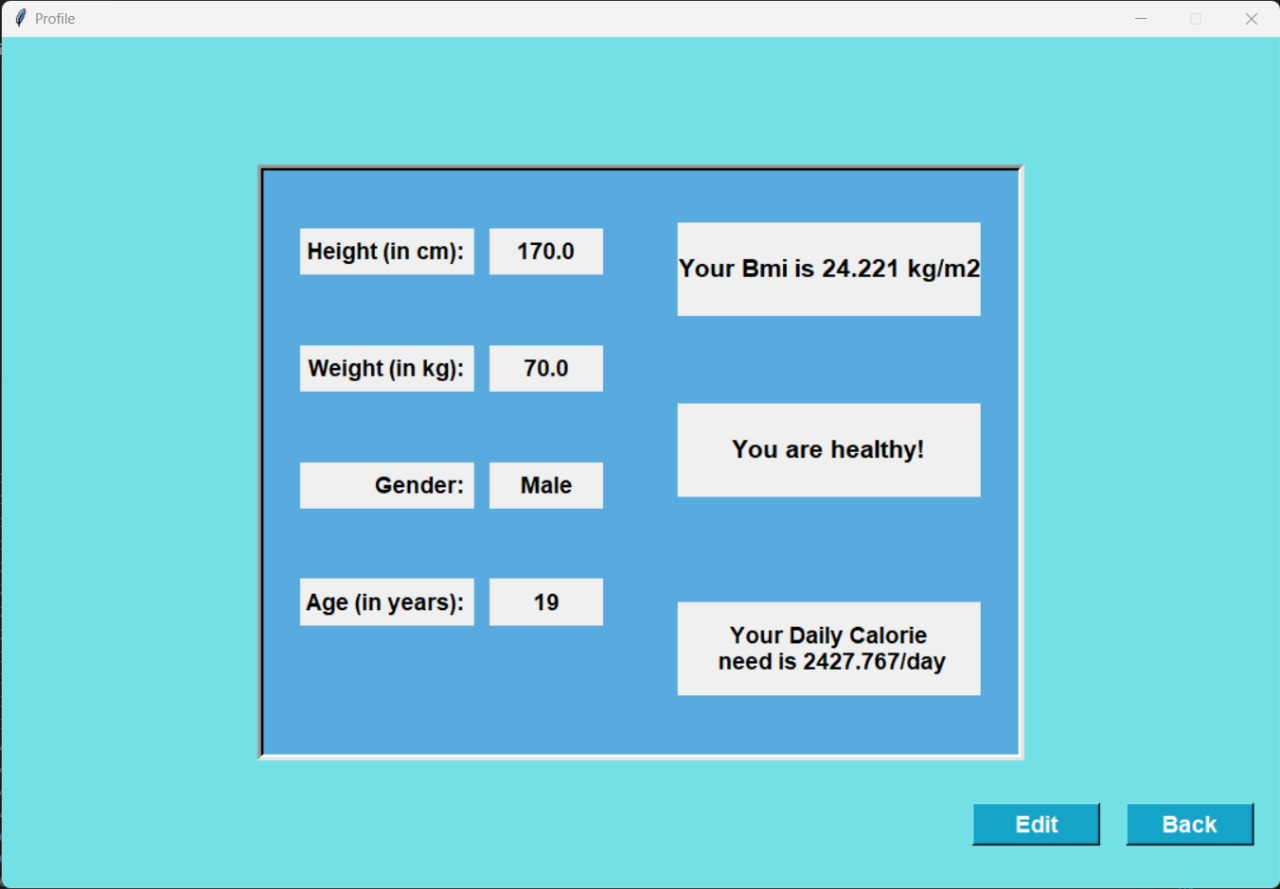 Profile
Height (in cm): 170.0
Your Bmi is 24.221 kg/m2
Weight (in kg): 70.0
You are healthy!
Gender: Male
Age (in years): 19
Your Daily Calorie
need is 2427.767/day
Edit Back